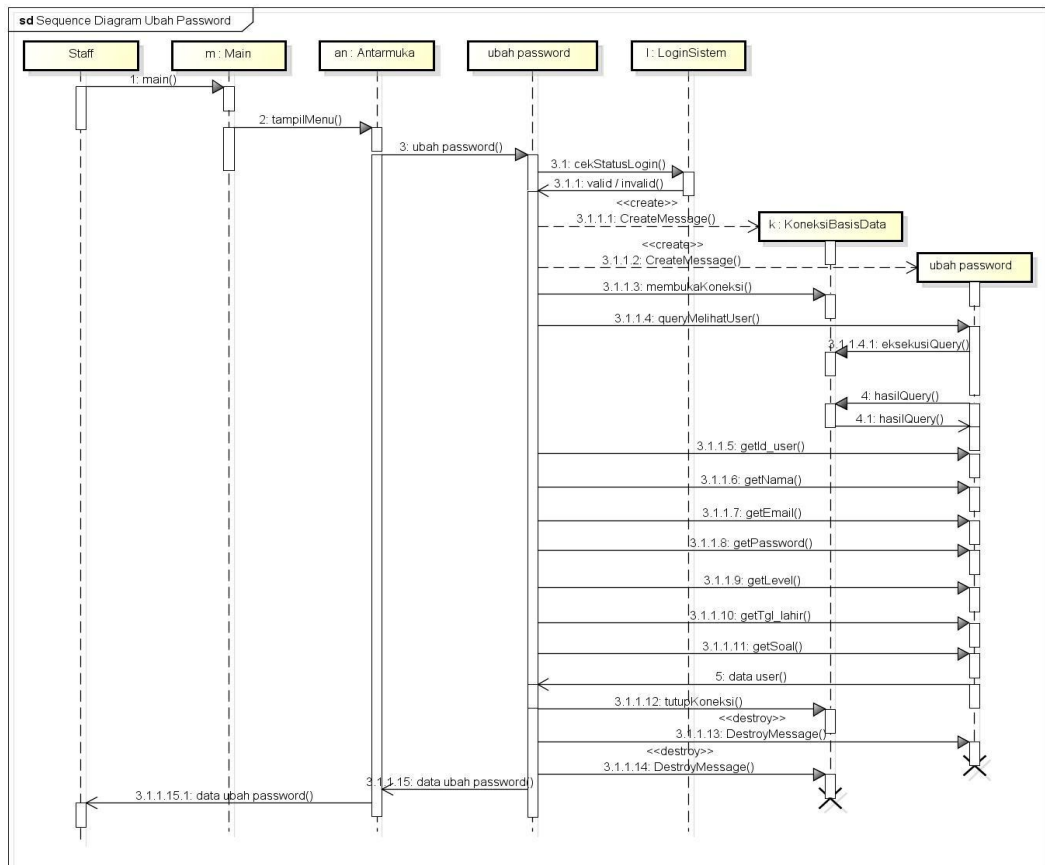 sd Sequence Diagram Ubah Password
Staff
m : Main
an : Antarmuka
ubah password
l : LoginSistem
1: main()
2: tampilMenu()
3: ubah password()
3.1: cekStatusLogin()
3.1.1: valid / invalid()
<<create>>
3.1.1.1: CreateMessage()
k : KoneksiBasisData
<<create>>
3.1.1.2: CreateMessage()
ubah password
3.1.1.3: membukaKoneksi()
3.1.1.4: queryMelihatUser()
3.1.1.4.1: eksekusiQuery()
4: hasilQuery()
4.1: hasilQuery()
3.1.1.5: getId_user()
3.1.1.6: getNama()
3.1.1.7: getEmail()
3.1.1.8: getPassword()
3.1.1.9: getLevel()
3.1.1.10: getTgl_lahir()
3.1.1.11: getSoal()
5: data user()
3.1.1.12: tutupKoneksi()
<<destroy>>
3.1.1.13: DestroyMessage()
<<destroy>>
3.1.1.14: DestroyMessage()
3.1.1.15: data ubah password()
3.1.1.15.1: data ubah password()